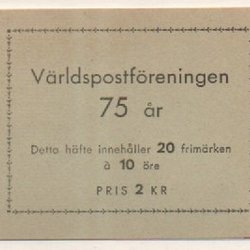 Världspostföreningen
75 år
Detta häfte innehåller 20 frimärken
à 10 öre
PRIS 2 KR